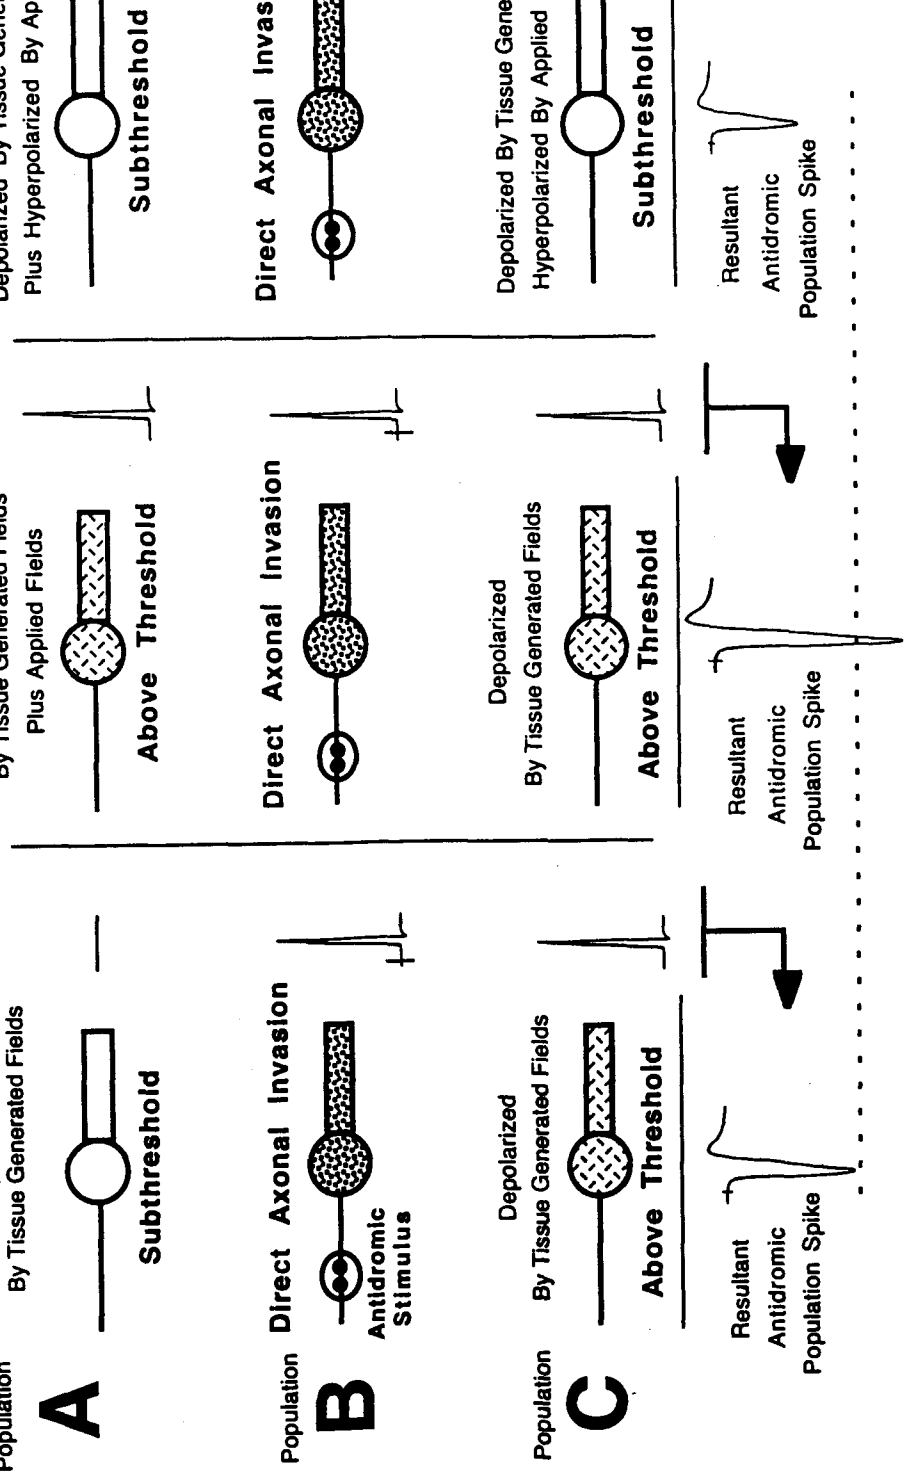 Population
A
By Tissue Generated Fields
Subthreshold
By Tissue Generated Fields
Plus Applied Fields
Above Threshold
Depolarized By Tissue
Plus Hyperpolarized By Ap
Subthreshold
Population
B
Direct Axonal Invasion
Antidromic
Stimulus
Direct Axonal Invasion
Direct Axonal Invas
Population
C
Depolarized
By Tissue Generated Fields
Above Threshold
Depolarized
By Tissue Generated Fields
Above Threshold
Depolarized By Tissue Gene
Hyperpolarized By Applied
Subthreshold
Resultant
Antidromic
Population Spike
Resultant
Antidromic
Population Spike
Resultant
Antidromic
Population Spike